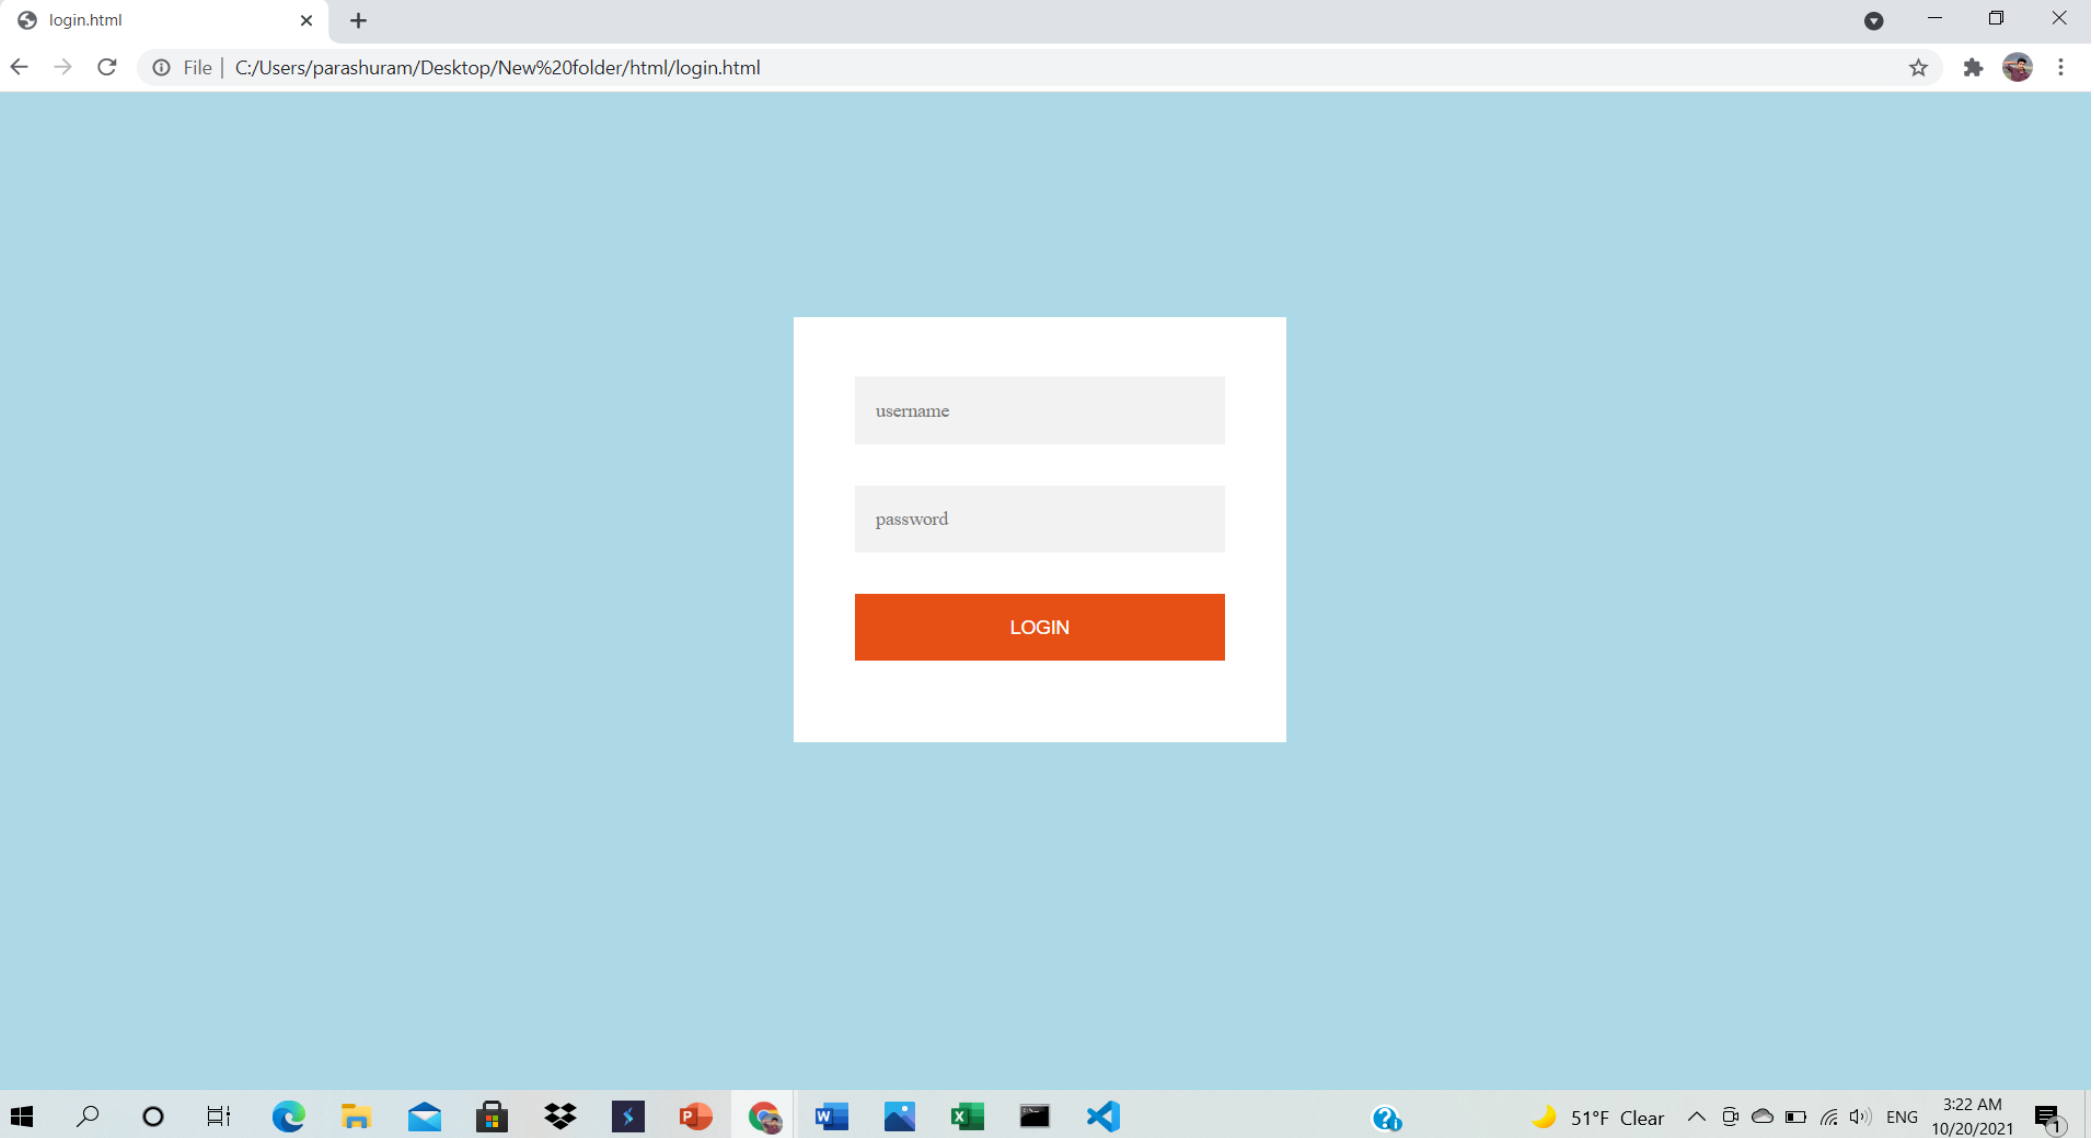 login.html
File | C:/Users/parashuram/Desktop/New%20folder/html/login.html
username
password
LOGIN
51°F Clear
ENG
3:22 AM
10/20/2021
1